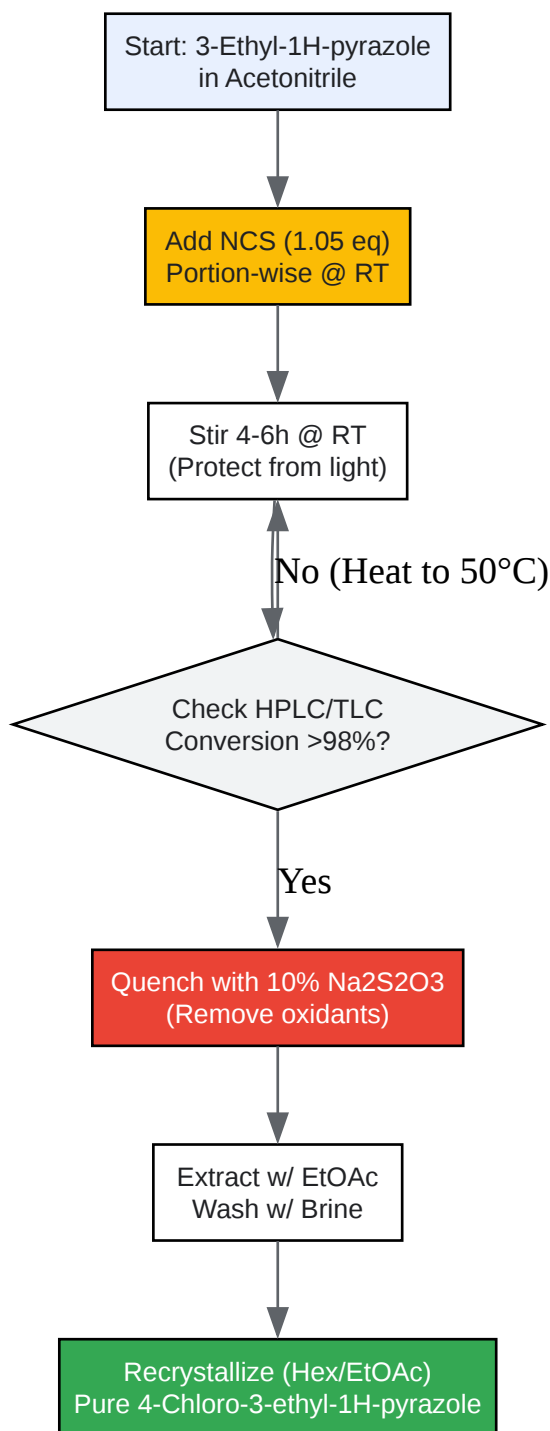 Start: 3-Ethyl-1H-pyrazole
in Acetonitrile
Add NCS (1.05 eq)
Portion-wise @ RT
Stir 4-6h @ RT
(Protect from light)
No (Heat to 50°C)
Check HPLC/TLC
Conversion >98%?
Yes
Quench with 10% Na2S2O3
(Remove oxidants)
Extract w/ EtOAc
Wash w/ Brine
Recrystallize (Hex/EtOAc)
Pure 4-Chloro-3-ethyl-1H-pyrazole